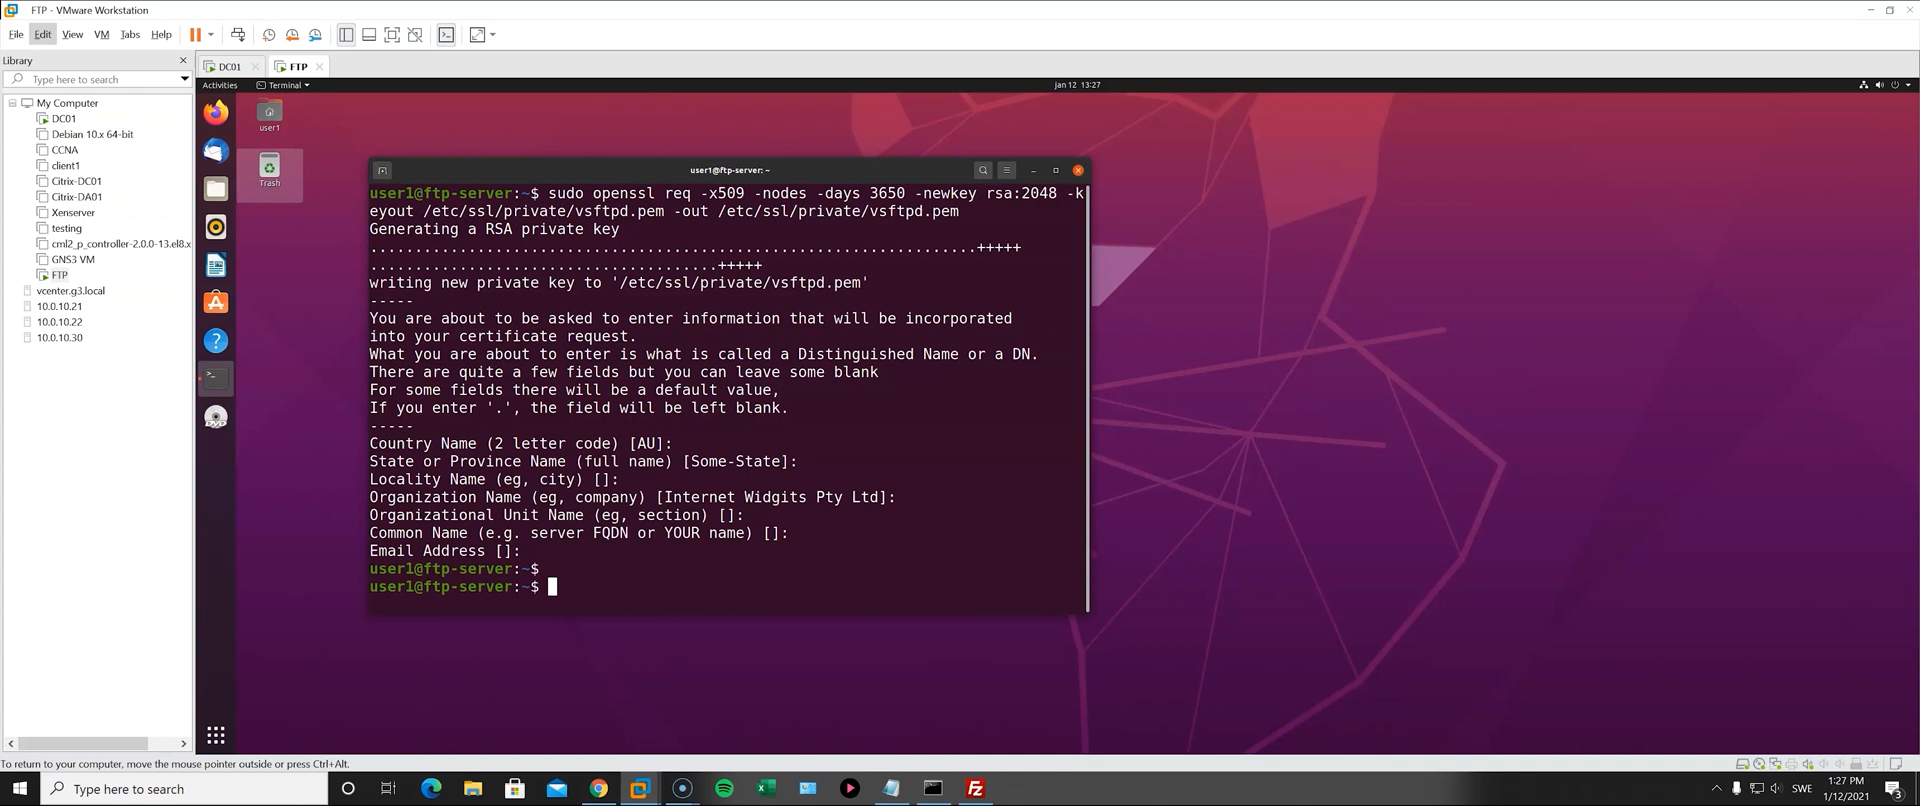 FTP - VMware Workstation
File Edit View VM Tabs Help
Library
Type here to search
My Computer
DC01
Debian 10.x 64-bit
CCNA
client1
Citrix-DC01
Citrix-DA01
Xenserver
testing
cml2_p_controller-2.0.0-13.el8.x
GNS3 VM
FTP
vcenter.g3.local
10.0.10.21
10.0.10.22
10.0.10.30
DC01 FTP
Activities Terminal jan 12 13:27
user1
Trash
user1@ftp-server: ~
user1@ftp-server:~$ sudo openssl req -x509 -nodes -days 3650 -newkey rsa:2048 -k
eyout /etc/ssl/private/vsftpd.pem -out /etc/ssl/private/vsftpd.pem
Generating a RSA private key
....................................................................+++++
.......................................+++++
writing new private key to '/etc/ssl/private/vsftpd.pem'
-----
You are about to be asked to enter information that will be incorporated
into your certificate request.
What you are about to enter is what is called a Distinguished Name or a DN.
There are quite a few fields but you can leave some blank
For some fields there will be a default value,
If you enter '.', the field will be left blank.
-----
Country Name (2 letter code) [AU]:
State or Province Name (full name) [Some-State]:
Locality Name (eg, city) []:
Organization Name (eg, company) [Internet Widgits Pty Ltd]:
Organizational Unit Name (eg, section) []:
Common Name (e.g. server FQDN or YOUR name) []:
Email Address []:
user1@ftp-server:~$
user1@ftp-server:~$
To return to your computer, move the mouse pointer outside or press Ctrl+Alt.
Type here to search
SWE
1:27 PM
1/12/2021
3